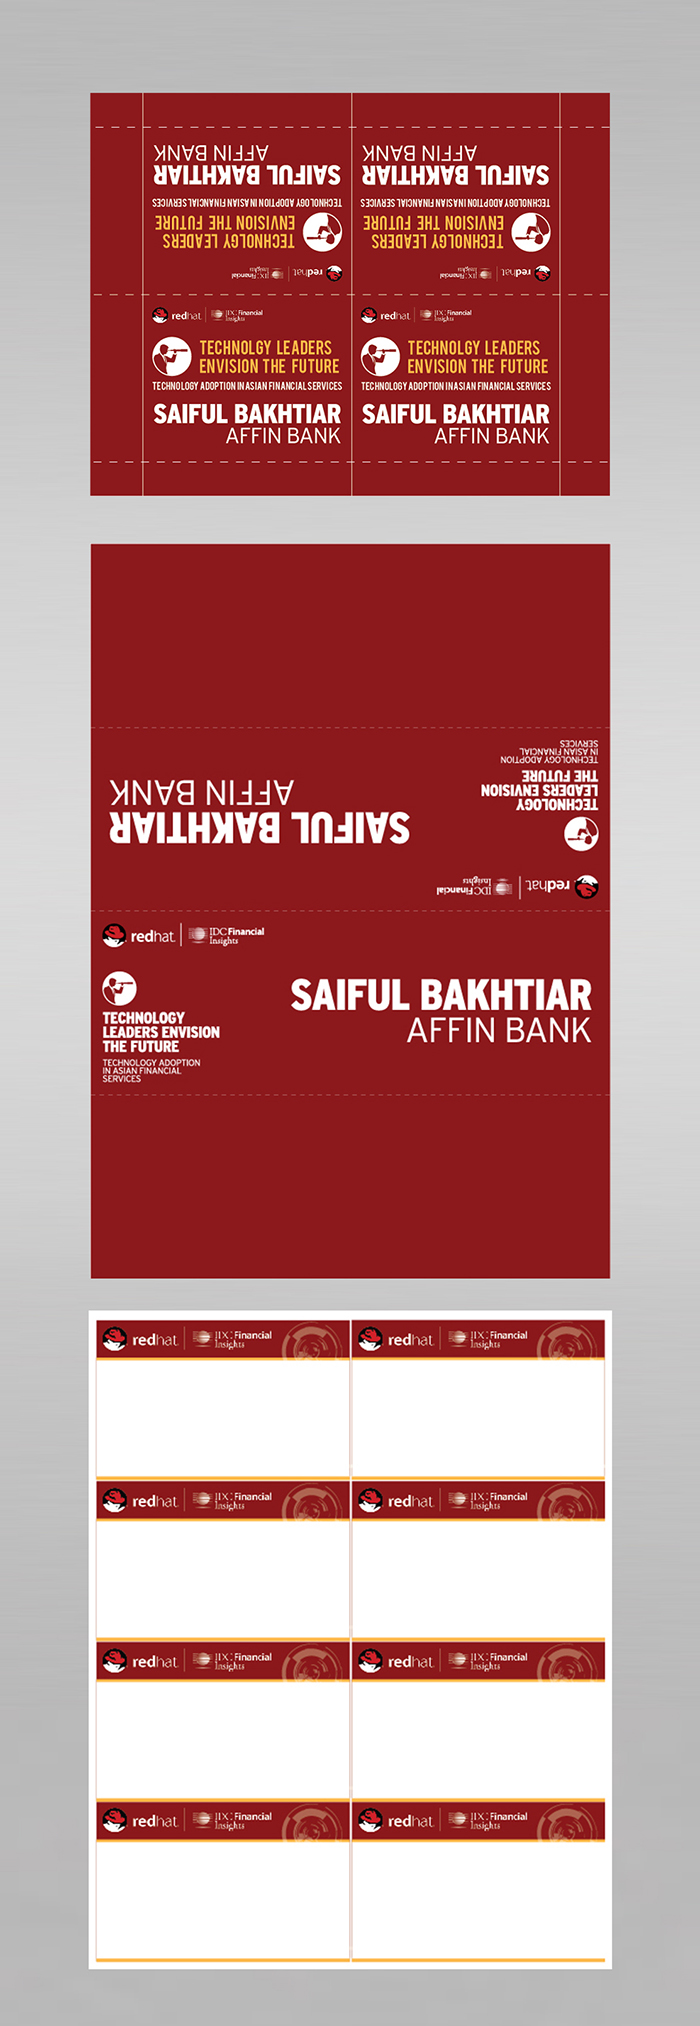 AFFIN BANK
SAIFUL BAKHTIAR
TECHNOLOGY ADOPTION IN ASIAN FINANCIAL SERVICES
ENVISION THE FUTURE
TECHNOLGY LEADERS
redhat. IDC Financial
Insights
AFFIN BANK
SAIFUL BAKHTIAR
TECHNOLOGY ADOPTION IN ASIAN FINANCIAL SERVICES
ENVISION THE FUTURE
TECHNOLGY LEADERS
redhat. IDC Financial
Insights
redhat. IDC Financial
Insights
TECHNOLGY LEADERS
ENVISION THE FUTURE
TECHNOLOGY ADOPTION IN ASIAN FINANCIAL SERVICES
SAIFUL BAKHTIAR
AFFIN BANK
redhat. IDC Financial
Insights
TECHNOLGY LEADERS
ENVISION THE FUTURE
TECHNOLOGY ADOPTION IN ASIAN FINANCIAL SERVICES
SAIFUL BAKHTIAR
AFFIN BANK
redhat. IDC Financial
Insights
TECHNOLOGY
LEADERS ENVISION
THE FUTURE
TECHNOLOGY ADOPTION
IN ASIAN FINANCIAL
SERVICES
SAIFUL BAKHTIAR
AFFIN BANK
redhat. IDC Financial
Insights
TECHNOLOGY
LEADERS ENVISION
THE FUTURE
TECHNOLOGY ADOPTION
IN ASIAN FINANCIAL
SERVICES
SAIFUL BAKHTIAR
AFFIN BANK
redhat. IDC Financial
Insights
redhat. IDC Financial
Insights
redhat. IDC Financial
Insights
redhat. IDC Financial
Insights
redhat. IDC Financial
Insights
redhat. IDC Financial
Insights
redhat. IDC Financial
Insights
redhat. IDC Financial
Insights